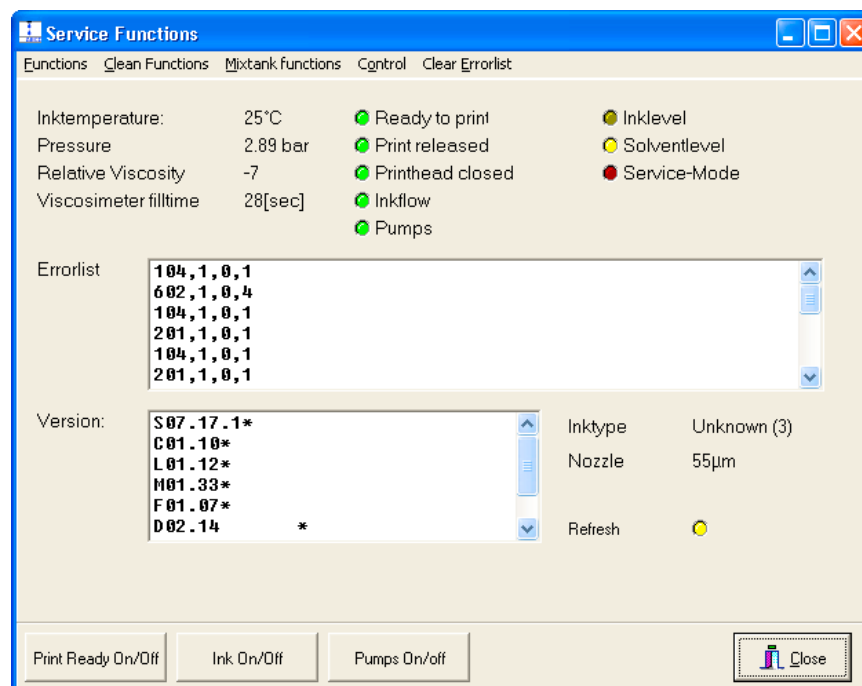 Service Functions
Functions Clean Functions Mixtank functions Control Clear Errorlist
Inktemperature: 25°C Ready to print Inklevel
Pressure 2.89 bar Print released Solventlevel
Relative Viscosity -7 Printhead closed Service-Mode
Viscosimeter filltime 28[sec] Inkflow
Pumps
Errorlist 104,1,0,1
602,1,0,4
104,1,0,1
201,1,0,1
104,1,0,1
201,1,0,1
Version: S07.17.1*
C01.10* Inktype Unknown (3)
L01.12*
M01.33* Nozzle 55µm
F01.07*
D02.14 * Refresh
Print Ready On/Off Ink On/Off Pumps On/off Close